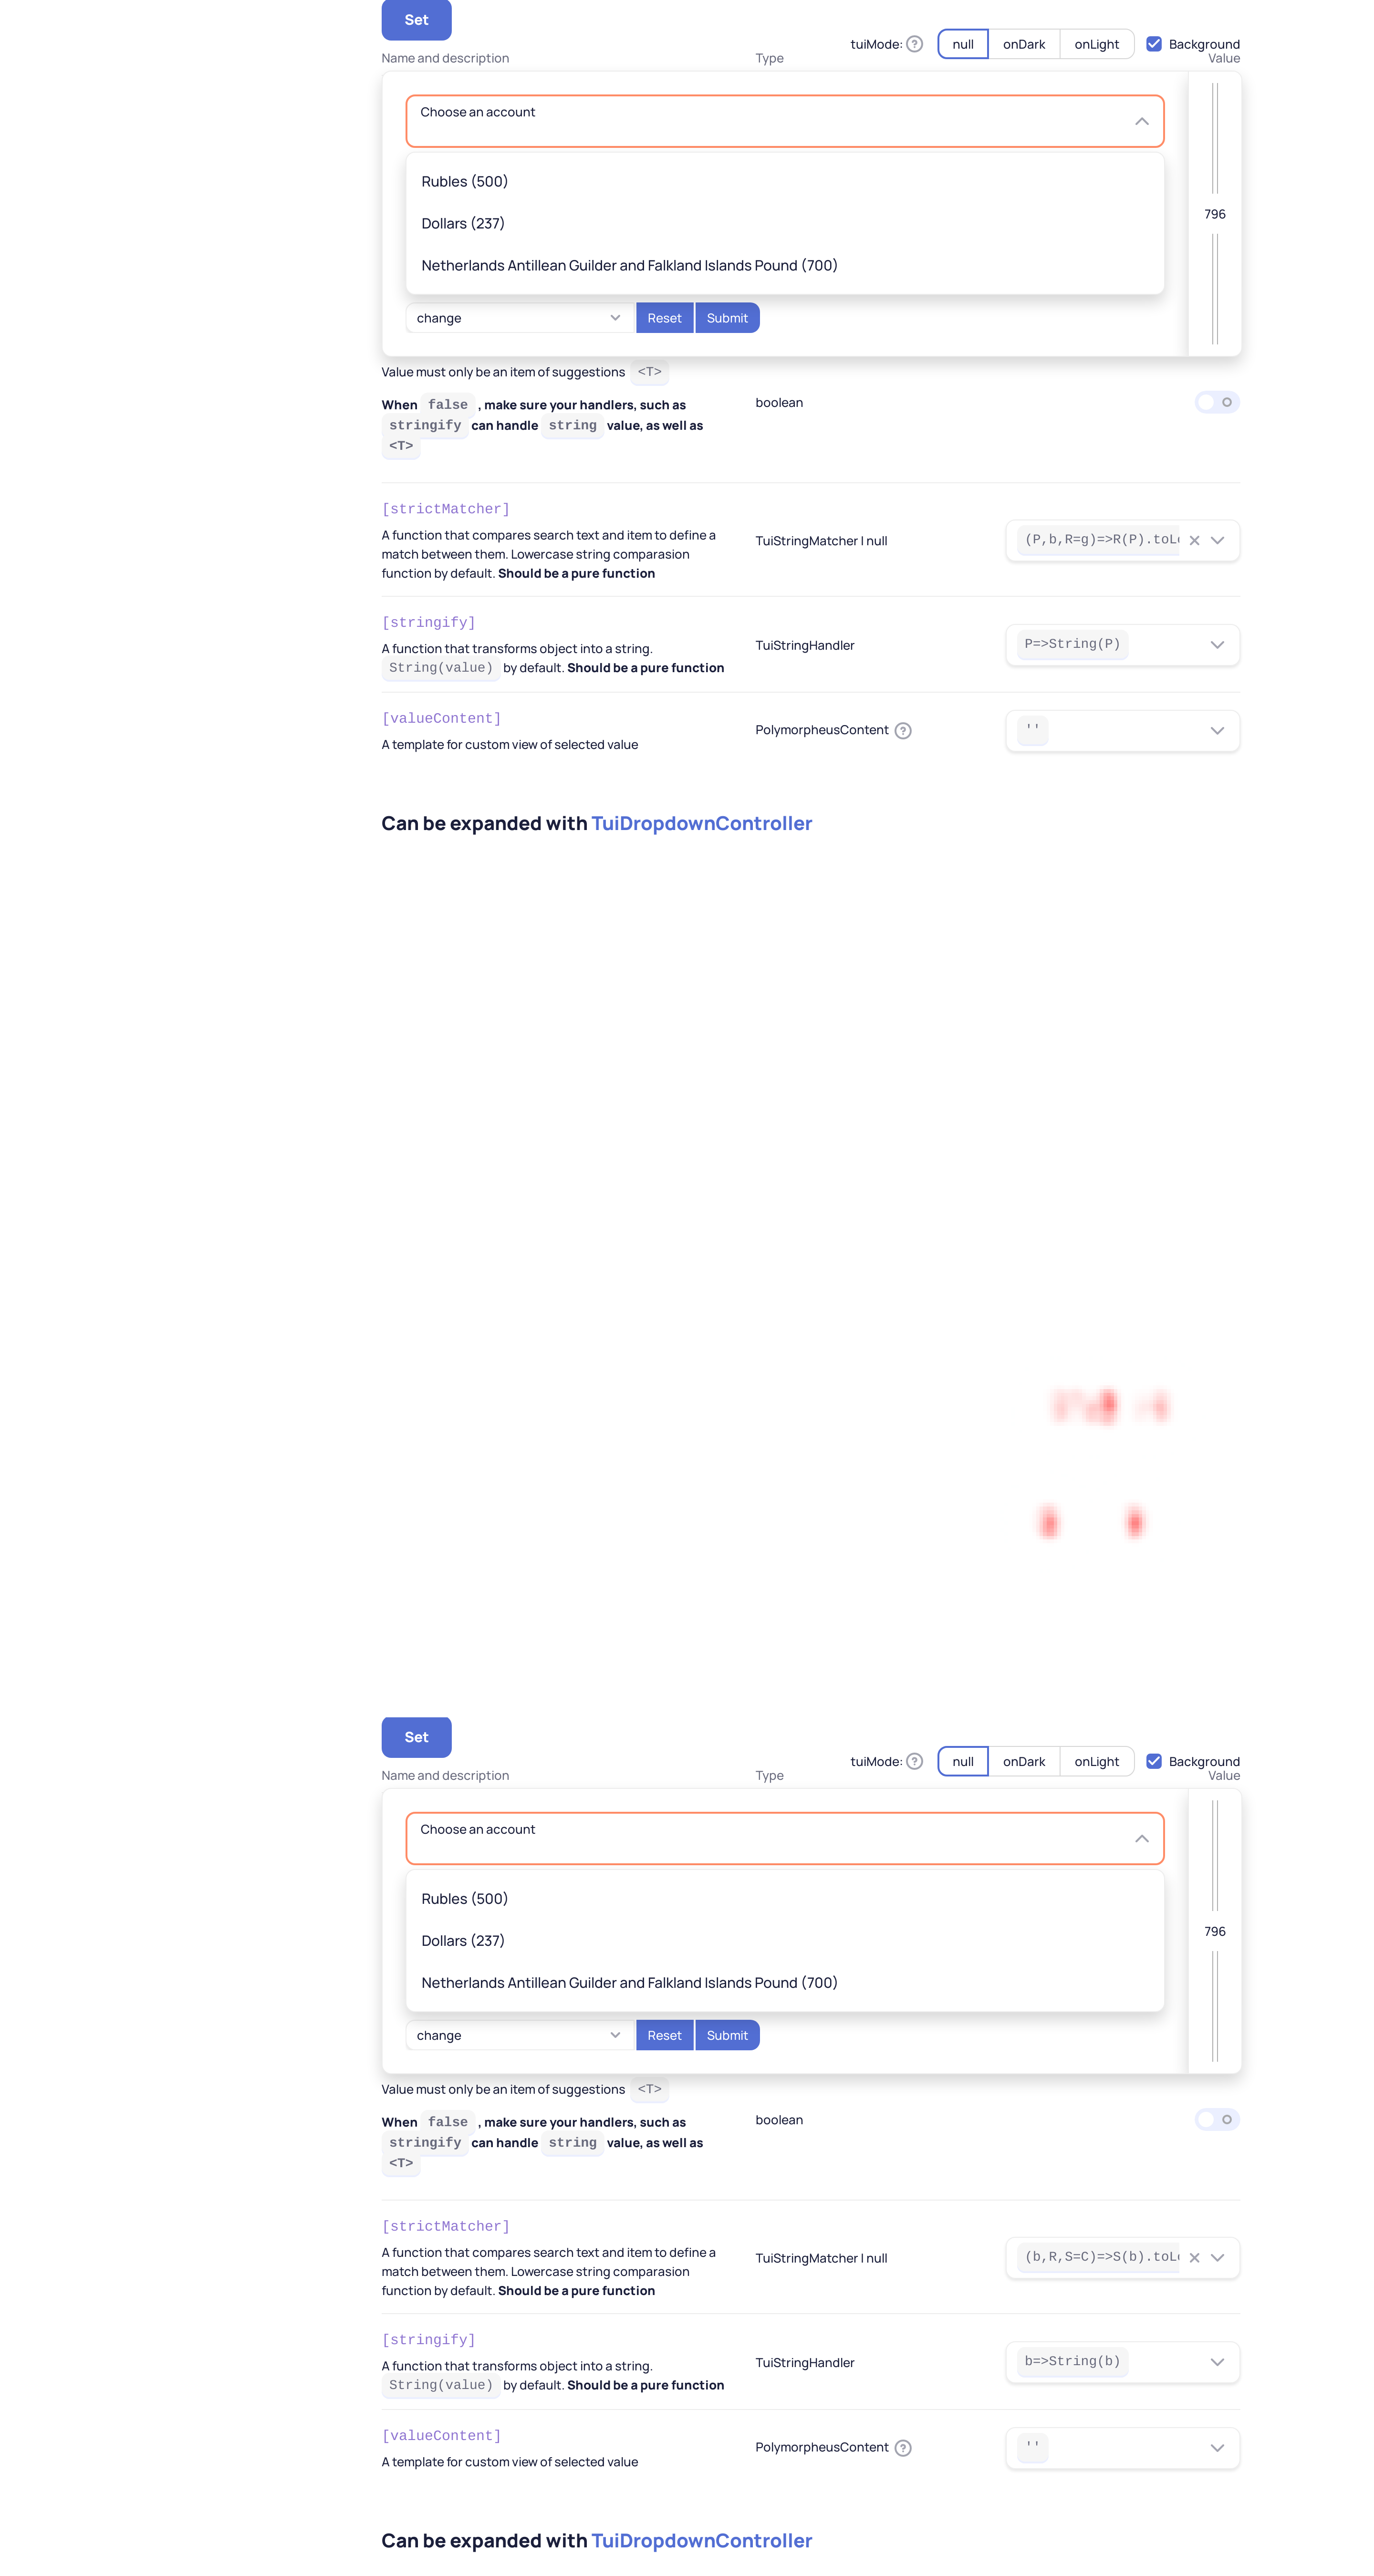 Set
tuiMode: null onDark onLight Background
Name and description Type Value
Choose an account
Rubles (500)
796
Dollars (237)
Netherlands Antillean Guilder and Falkland Islands Pound (700)
change Reset Submit
Value must only be an item of suggestions <T>
When false , make sure your handlers, such as
boolean
stringify can handle string value, as well as
<T>
[strictMatcher]
A function that compares search text and item to define a
TuiStringMatcher | null (P,b,R=g)=>R(P).toLo
match between them. Lowercase string comparasion
function by default. Should be a pure function
[stringify]
A function that transforms object into a string.
TuiStringHandler P=>String(P)
String(value) by default. Should be a pure function
[valueContent]
PolymorpheusContent ''
A template for custom view of selected value
Can be expanded with TuiDropdownController
Set
tuiMode: null onDark onLight Background
Name and description Type Value
Choose an account
Rubles (500)
796
Dollars (237)
Netherlands Antillean Guilder and Falkland Islands Pound (700)
change Reset Submit
Value must only be an item of suggestions <T>
When false , make sure your handlers, such as
boolean
stringify can handle string value, as well as
<T>
[strictMatcher]
A function that compares search text and item to define a
TuiStringMatcher | null (b,R,S=C)=>S(b).toLo
match between them. Lowercase string comparasion
function by default. Should be a pure function
[stringify]
A function that transforms object into a string.
TuiStringHandler b=>String(b)
String(value) by default. Should be a pure function
[valueContent]
PolymorpheusContent ''
A template for custom view of selected value
Can be expanded with TuiDropdownController